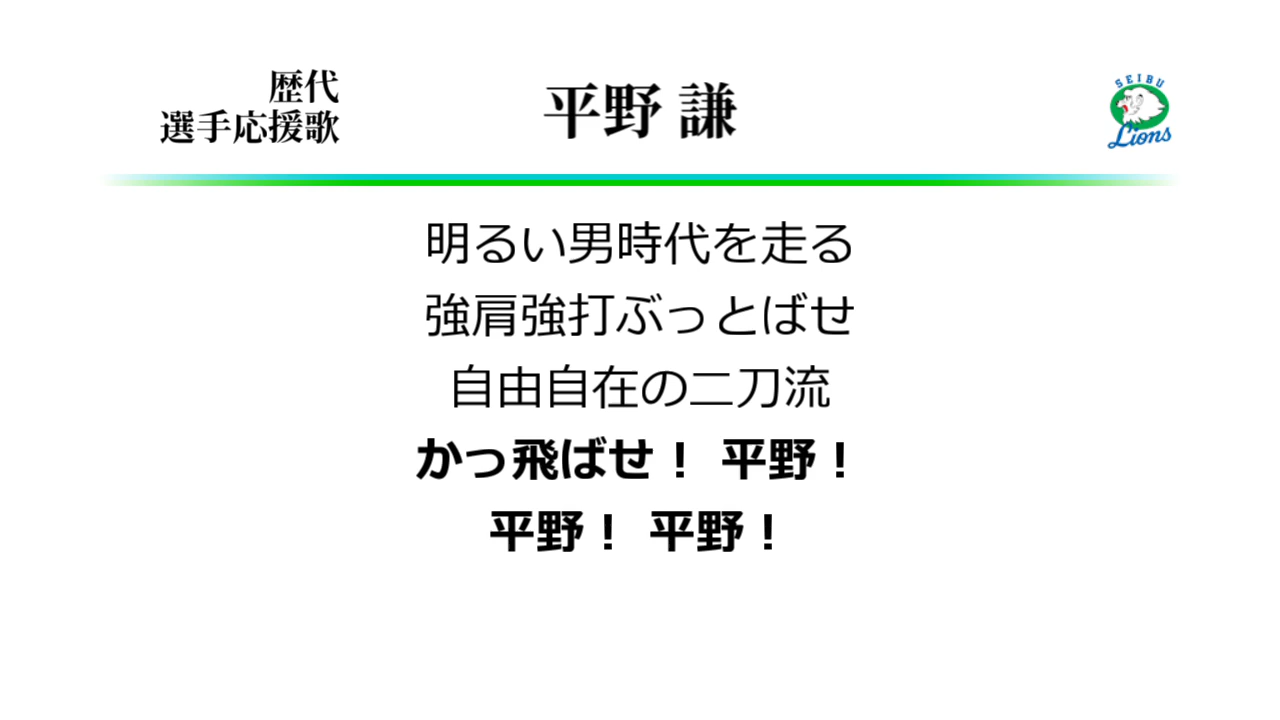 歴代
選手応援歌
平野 謙
SEIBU
Lions
明るい男時代を走る
強肩強打ぶっとばせ
自由自在の二刀流
かっ飛ばせ！ 平野！
平野！ 平野！